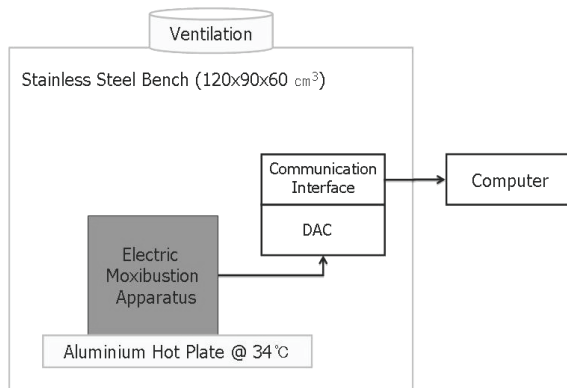 Ventilation
Stainless Steel Bench (120x90x60 cm³)
Communication
Interface
Computer
DAC
Electric
Moxibustion
Apparatus
Aluminium Hot Plate @ 34℃